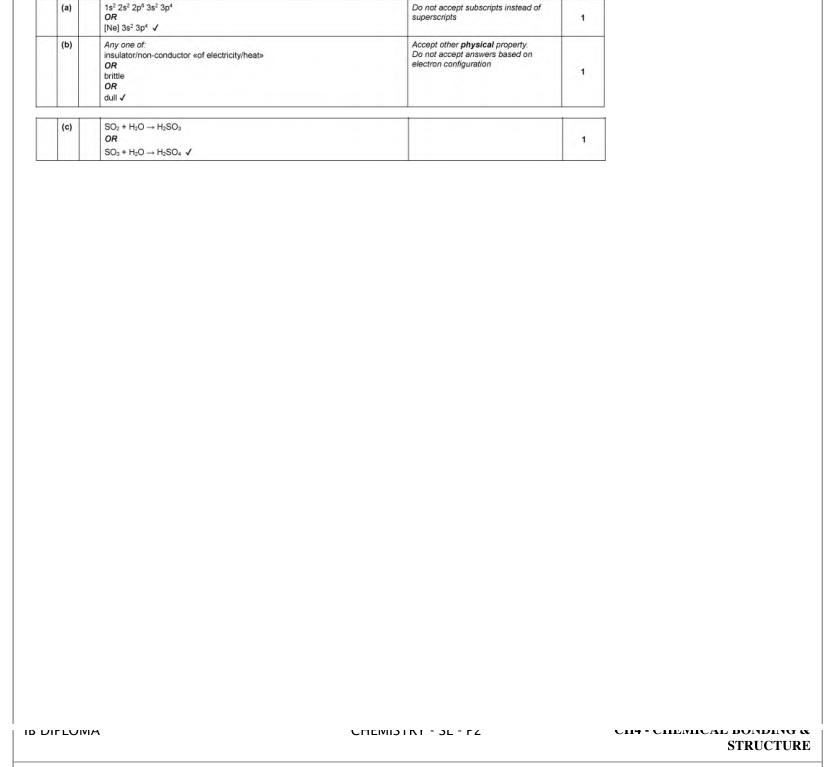 (a) 1s² 2s² 2p⁶ 3s² 3p⁴ Do not accept subscripts instead of
OR superscripts 1
[Ne] 3s² 3p⁴ ✓
(b) Any one of: Accept other physical property.
insulator/non-conductor «of electricity/heat» Do not accept answers based on
OR electron configuration
brittle 1
OR
dull ✓
(c) SO₂ + H₂O → H₂SO₃
OR 1
SO₃ + H₂O → H₂SO₄ ✓
IB DIPLOMA CHEMISTRY - SL - P2 CH4 - CHEMICAL BONDING &
STRUCTURE